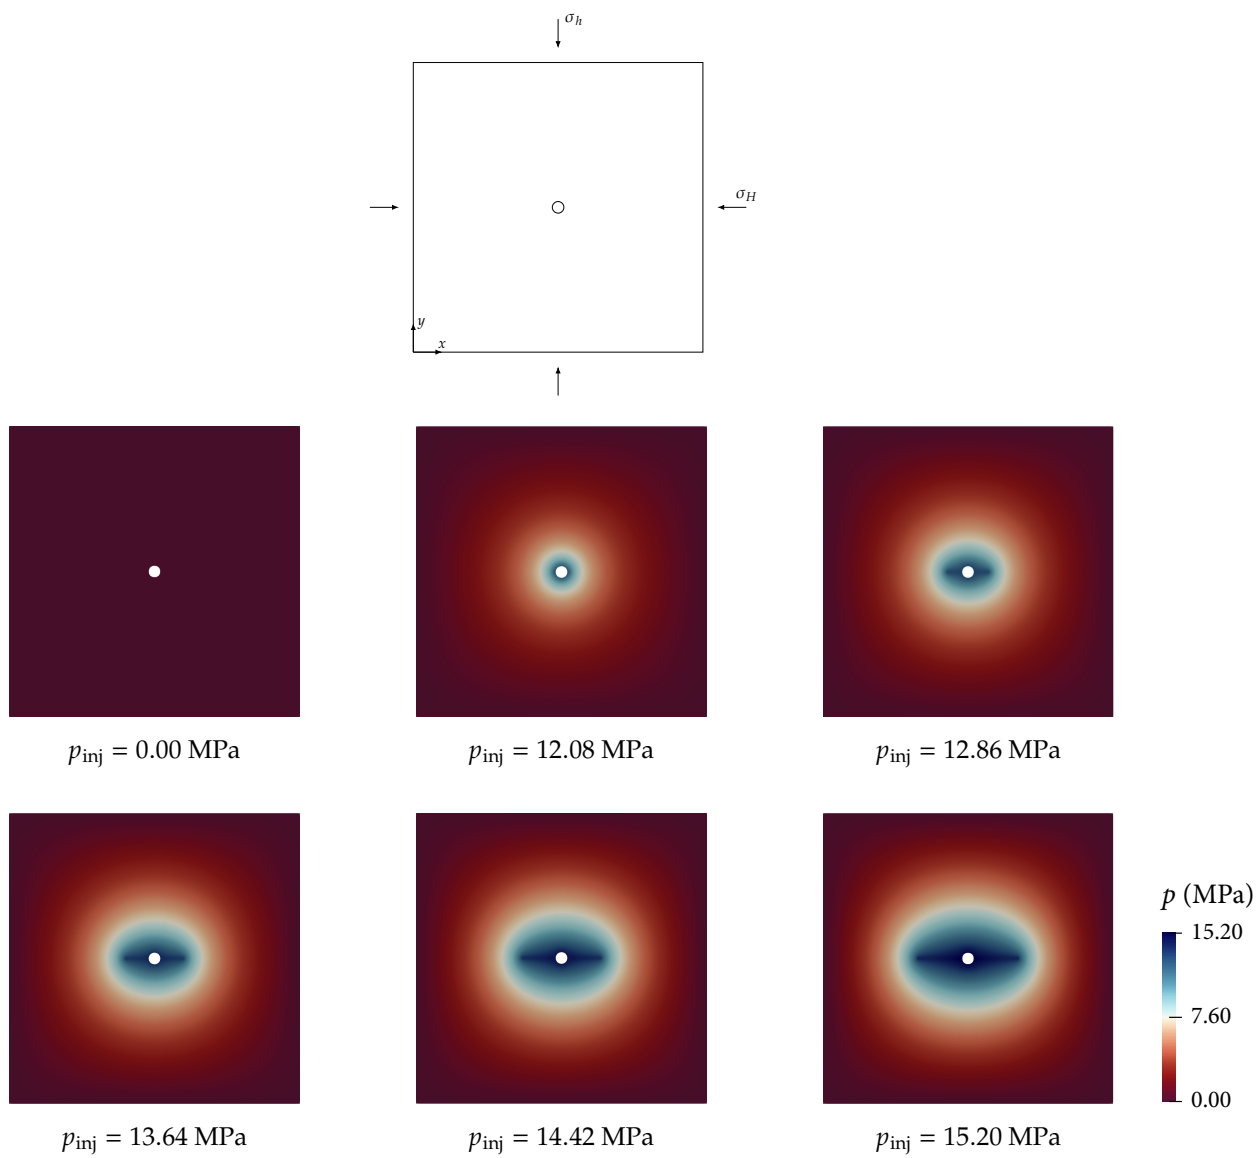 σ_h
σ_H
y
x
p_inj = 0.00 MPa
p_inj = 12.08 MPa
p_inj = 12.86 MPa
p (MPa)
15.20
7.60
0.00
p_inj = 13.64 MPa
p_inj = 14.42 MPa
p_inj = 15.20 MPa